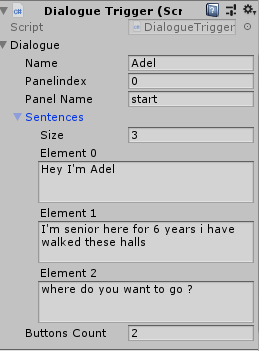 Dialogue Trigger (Scr
Script
DialogueTrigger
Dialogue
Name
Adel
Panelindex
0
Panel Name
start
Sentences
Size
3
Element 0
Hey I'm Adel
Element 1
I'm senior here for 6 years i have
walked these halls
Element 2
where do you want to go ?
Buttons Count
2